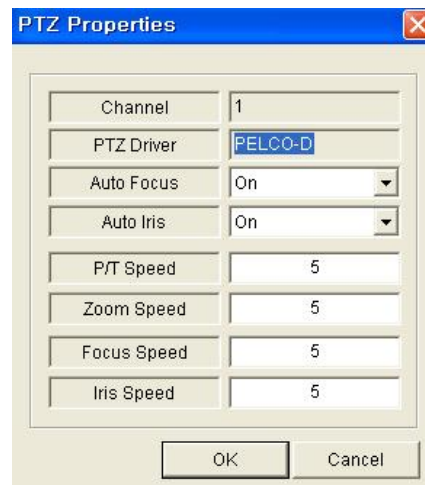 PTZ Properties
Channel 1
PTZ Driver PELCO-D
Auto Focus On
Auto Iris On
P/T Speed 5
Zoom Speed 5
Focus Speed 5
Iris Speed 5
OK Cancel